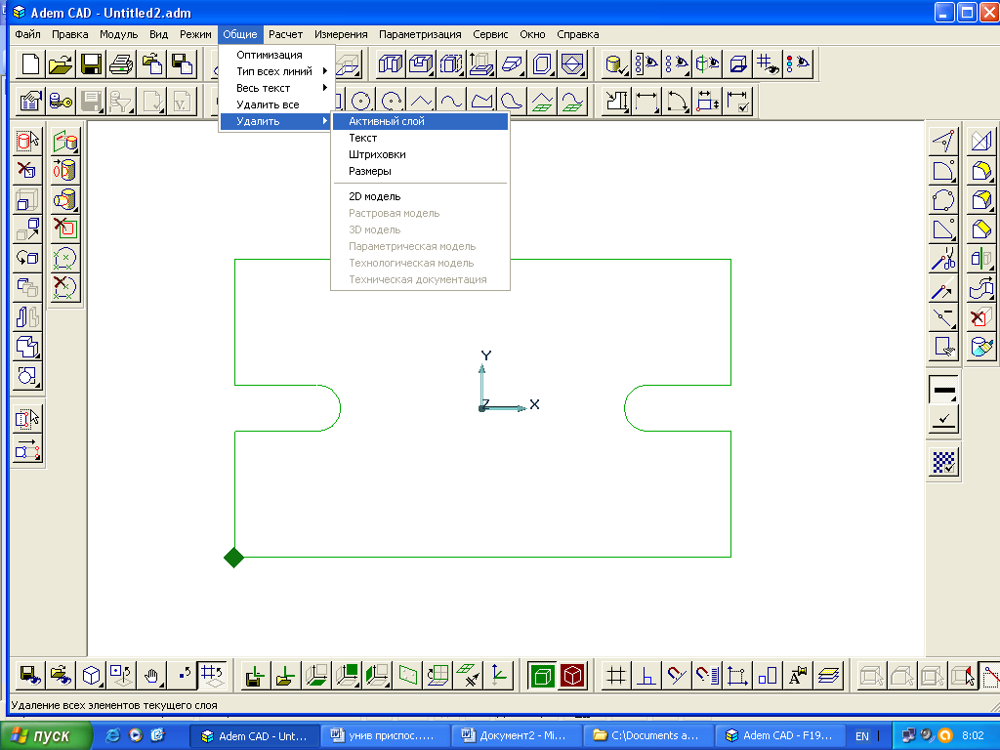 Adem CAD - Untitled2.adm
Файл Правка Модуль Вид Режим Общие Расчет Измерения Параметризация Сервис Окно Справка
Оптимизация
Тип всех линий
Весь текст
Удалить все
Удалить
Активный слой
Текст
Штриховки
Размеры
2D модель
Растровая модель
3D модель
Параметрическая модель
Технологическая модель
Техническая документация
Y
Z X
Удаление всех элементов текущего слоя
пуск Adem CAD - Unt... унив приспос.... Документ2 - Mi... C:\Documents a... Adem CAD - F19... EN 8:02